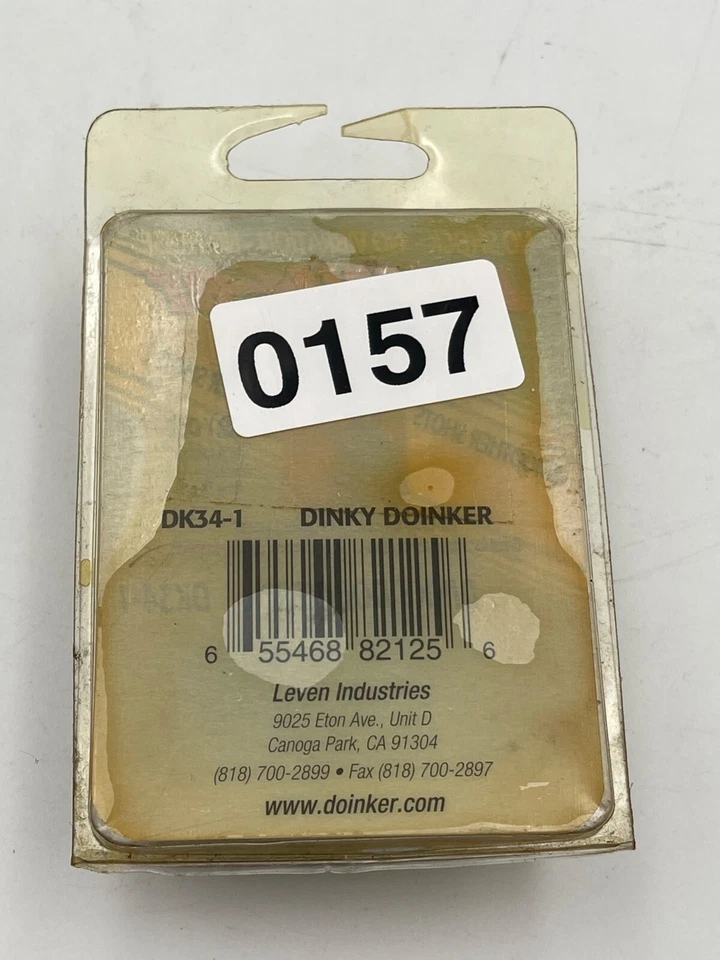 0157
DK34-1 DINKY DOINKER
6 55468 82125 6
Leven Industries
9025 Eton Ave., Unit D
Canoga Park, CA 91304
(818) 700-2899 • Fax (818) 700-2897
www.doinker.com